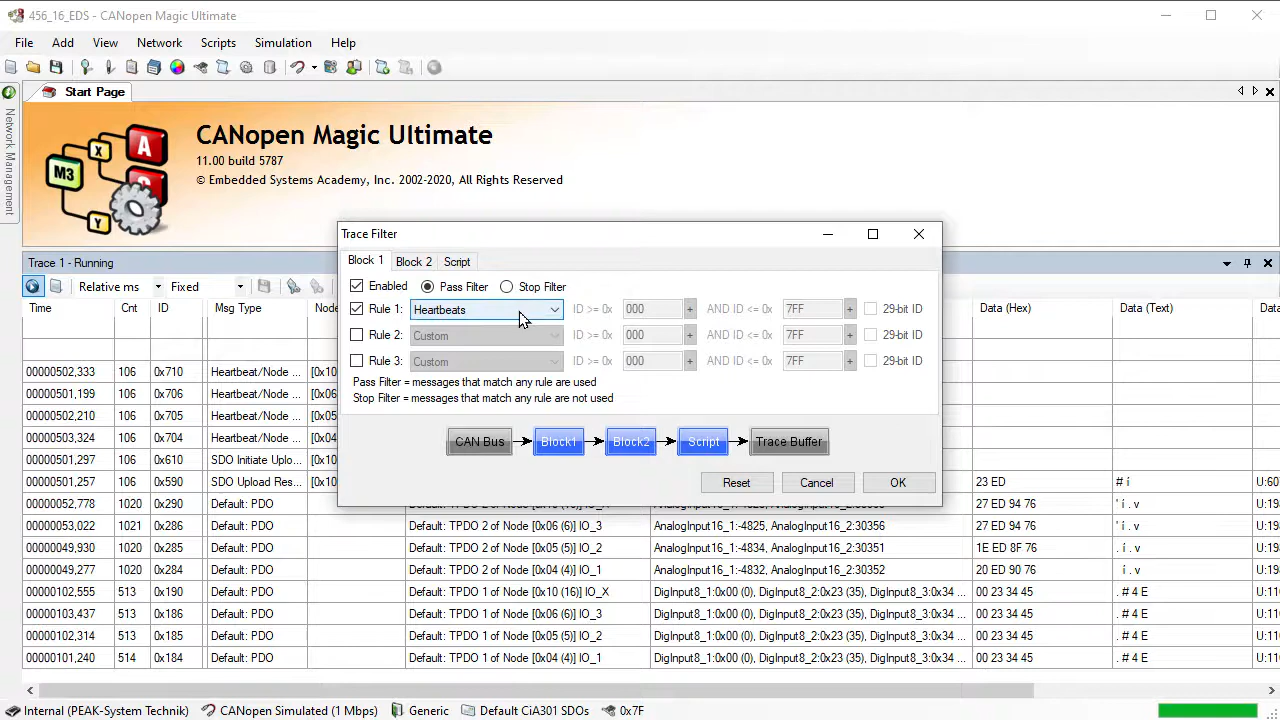 456_16_EDS - CANopen Magic Ultimate
File Add View Network Scripts Simulation Help
Start Page
Network Management
CANopen Magic Ultimate
11.00 build 5787
© Embedded Systems Academy, Inc. 2002-2020, All Rights Reserved
X A M3 C Y
Trace Filter
Block 1 Block 2 Script
Enabled Pass Filter Stop Filter
Rule 1: Heartbeats ID >= 0x 000 + AND ID <= 0x 7FF + 29-bit ID
Rule 2: Custom ID >= 0x 000 + AND ID <= 0x 7FF + 29-bit ID
Rule 3: Custom ID >= 0x 000 + AND ID <= 0x 7FF + 29-bit ID
Pass Filter = messages that match any rule are used
Stop Filter = messages that match any rule are not used
CAN Bus Block1 Block2 Script Trace Buffer
Reset Cancel OK
Trace 1 - Running
Relative ms Fixed
Time Cnt ID Msg Type Node Data (Hex) Data (Text)
00000502,333 106 0x710 Heartbeat/Node ... [0x10
00000501,199 106 0x706 Heartbeat/Node ... [0x06
00000502,210 106 0x705 Heartbeat/Node ... [0x05
00000503,324 106 0x704 Heartbeat/Node ... [0x04
00000501,297 106 0x610 SDO Initiate Uplo... [0x10
00000501,257 106 0x590 SDO Upload Res... [0x10 23 ED # í U:60
00000052,778 1020 0x290 Default: PDO 27 ED 94 76 ' í . v U:19
00000053,022 1021 0x286 Default: PDO Default: TPDO 2 of Node [0x06 (6)] IO_3 AnalogInput16_1:-4825, AnalogInput16_2:30356 27 ED 94 76 ' í . v U:19
00000049,930 1020 0x285 Default: PDO Default: TPDO 2 of Node [0x05 (5)] IO_2 AnalogInput16_1:-4834, AnalogInput16_2:30351 1E ED 8F 76 . í . v U:19
00000049,277 1020 0x284 Default: PDO Default: TPDO 2 of Node [0x04 (4)] IO_1 AnalogInput16_1:-4832, AnalogInput16_2:30352 20 ED 90 76 í . v U:19
00000102,555 513 0x190 Default: PDO Default: TPDO 1 of Node [0x10 (16)] IO_X DigInput8_1:0x00 (0), DigInput8_2:0x23 (35), DigInput8_3:0x34 ... 00 23 34 45 . # 4 E U:11
00000103,437 513 0x186 Default: PDO Default: TPDO 1 of Node [0x06 (6)] IO_3 DigInput8_1:0x00 (0), DigInput8_2:0x23 (35), DigInput8_3:0x34 ... 00 23 34 45 . # 4 E U:11
00000102,314 513 0x185 Default: PDO Default: TPDO 1 of Node [0x05 (5)] IO_2 DigInput8_1:0x00 (0), DigInput8_2:0x23 (35), DigInput8_3:0x34 ... 00 23 34 45 . # 4 E U:11
00000101,240 514 0x184 Default: PDO Default: TPDO 1 of Node [0x04 (4)] IO_1 DigInput8_1:0x00 (0), DigInput8_2:0x23 (35), DigInput8_3:0x34 ... 00 23 34 45 . # 4 E U:11
Internal (PEAK-System Technik) CANopen Simulated (1 Mbps) Generic Default CiA301 SDOs 0x7F